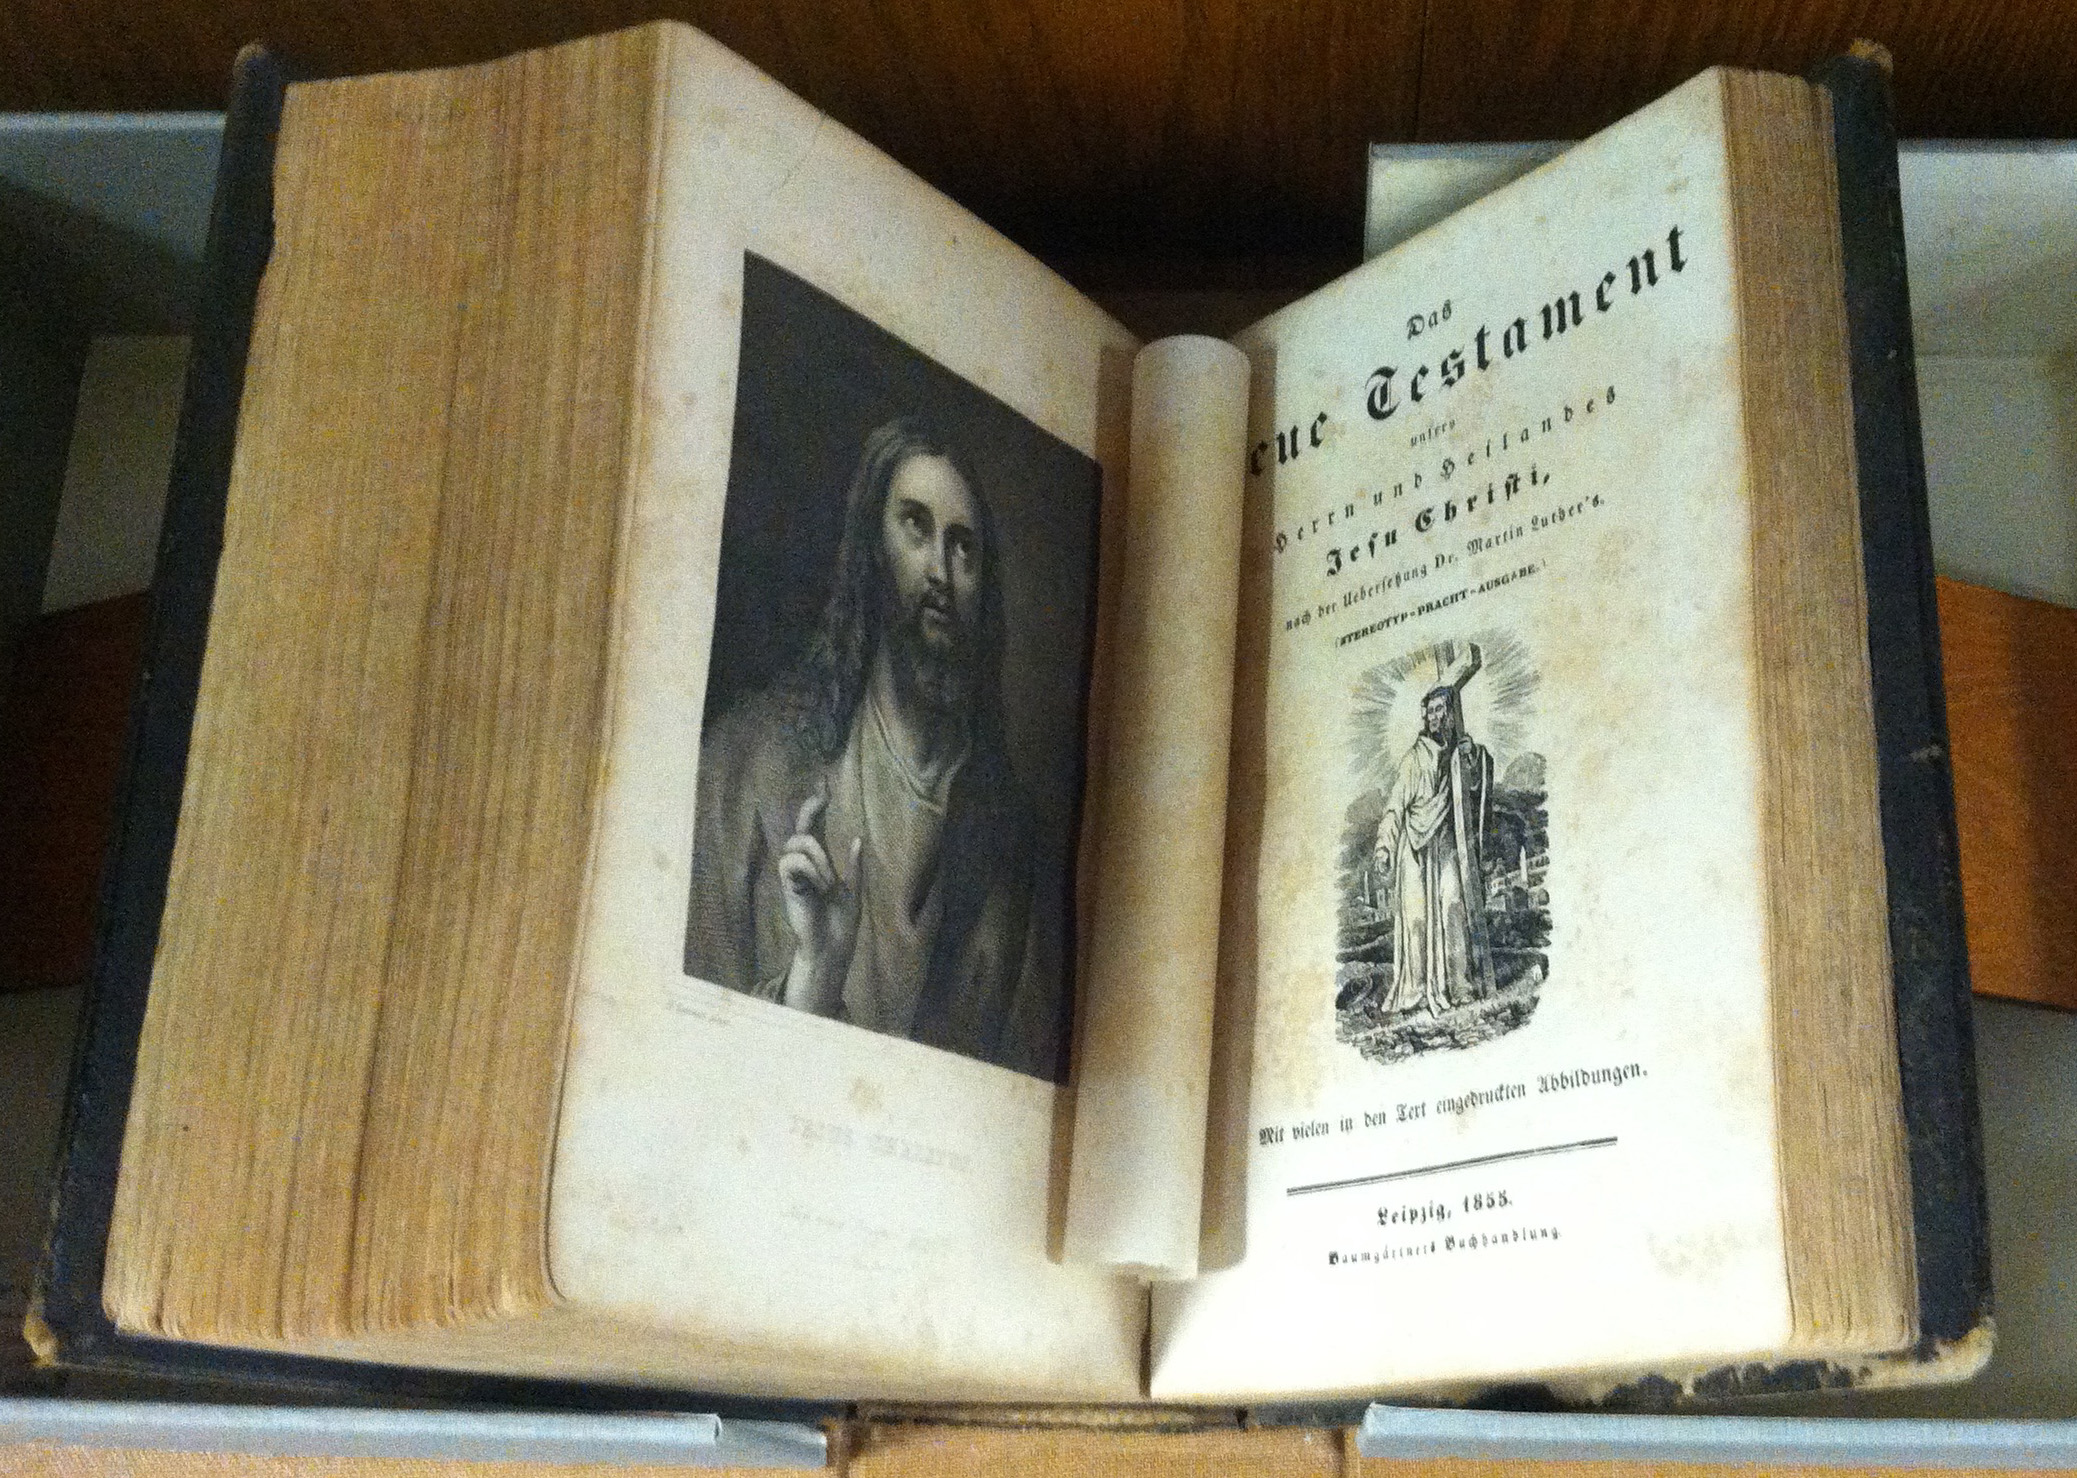 Das
eue Testament
unsers
Herrn und Heilandes
Jesu Christi,
nach der Uebersetzung Dr. Martin Luther's.
(STEREOTYP-PRACHT-AUSGABE.)
Mit vielen in den Text eingedruckten Abbildungen.
Leipzig, 1855.
Baumgärtners Buchhandlung.